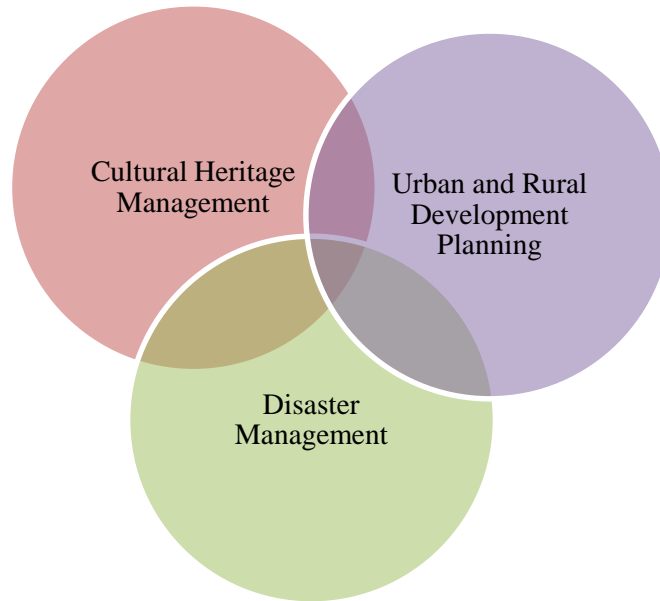 Cultural Heritage
Management
Urban and Rural
Development
Planning
Disaster
Management